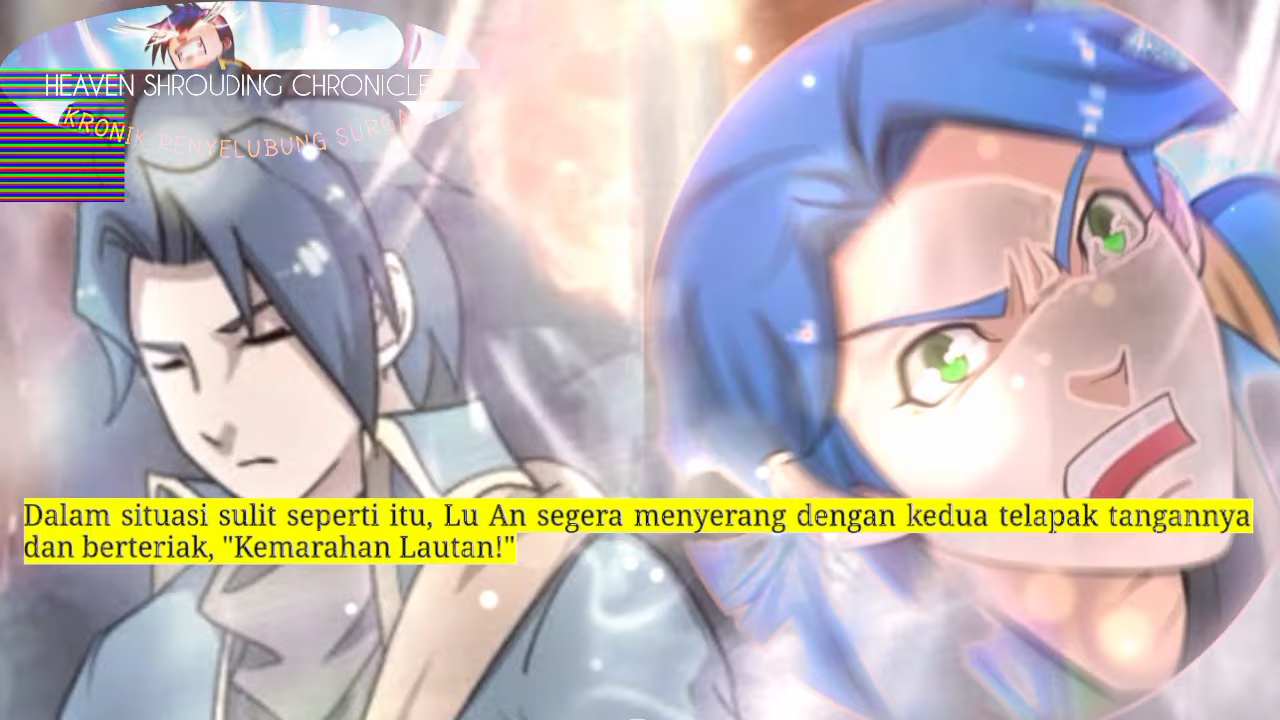 HEAVEN SHROUDING CHRONICLE
KRONIK PENYELUBUNG SURGA
Dalam situasi sulit seperti itu, Lu An segera menyerang dengan kedua telapak tangannya
dan berteriak, "Kemarahan Lautan!"